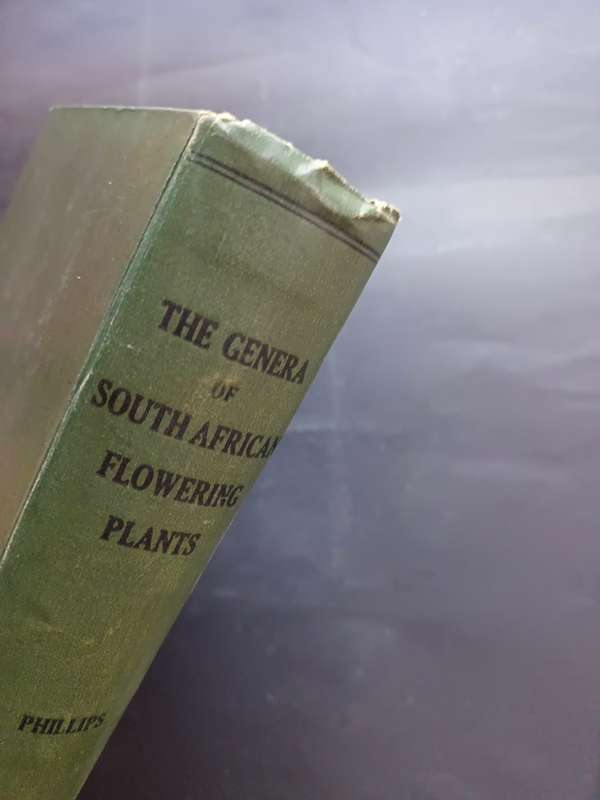 THE GENERA
OF
SOUTH AFRICAN
FLOWERING
PLANTS
PHILLIPS